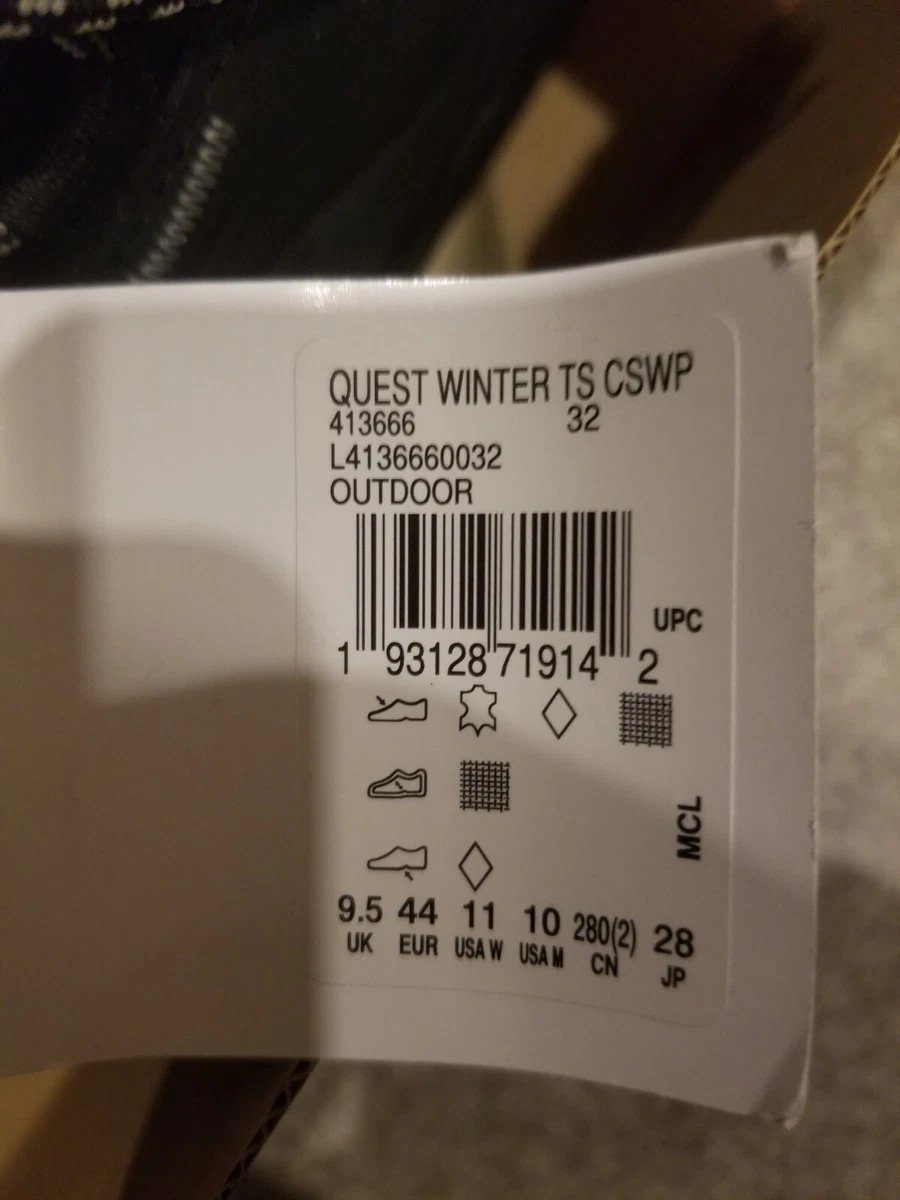 QUEST WINTER TS CSWP
413666 32
L4136660032
OUTDOOR
UPC
1 93128 71914 2
MCL
9.5 44 11 10 280(2) 28
UK EUR USA W USA M CN JP